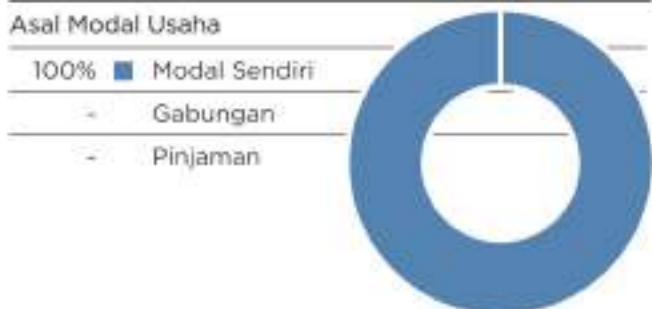 Asal Modal Usaha
100% Modal Sendiri
- Gabungan
- Pinjaman